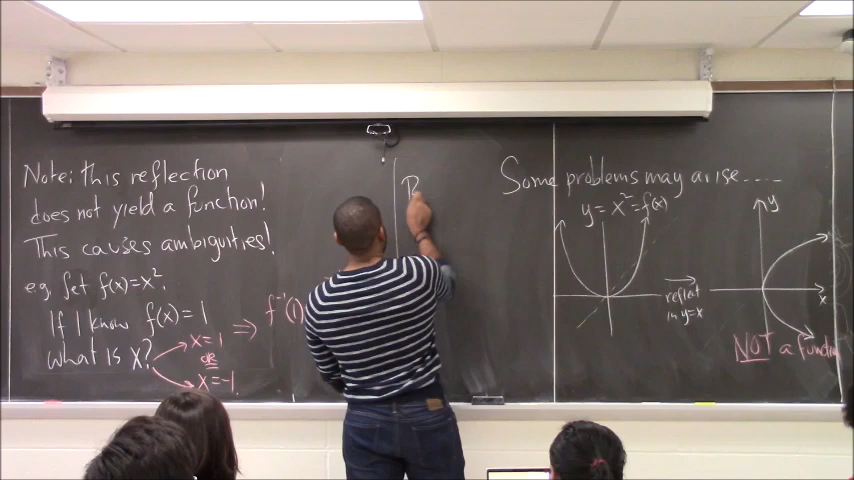 Note: this reflection
does not yield a function!
This causes ambiguities!
e.g. Let f(x)=x².
If I know f(x) = 1
what is x?
x = 1
OR
x = -1
⇒ f⁻¹(1)
Some problems may arise.....
y = x² = f(x)
reflect
in y=x
y
x
NOT a function